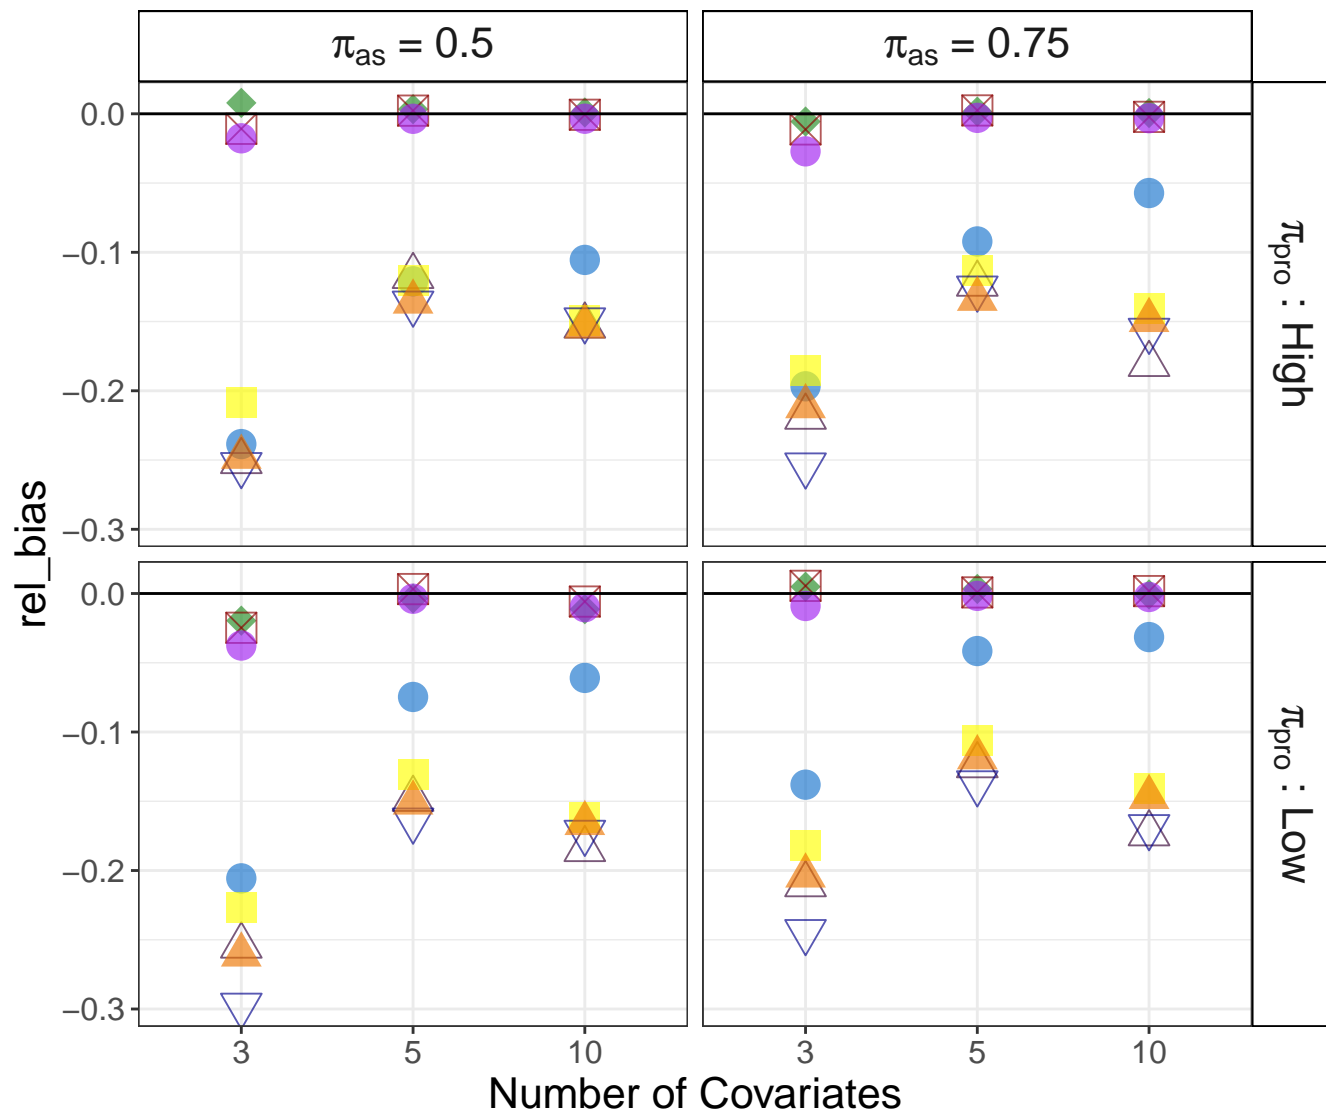 π_as = 0.5
π_as = 0.75
0.0
−0.1
−0.2
−0.3
π_pro : High
rel_bias
0.0
−0.1
−0.2
−0.3
π_pro : Low
3
5
10
3
5
10
Number of Covariates